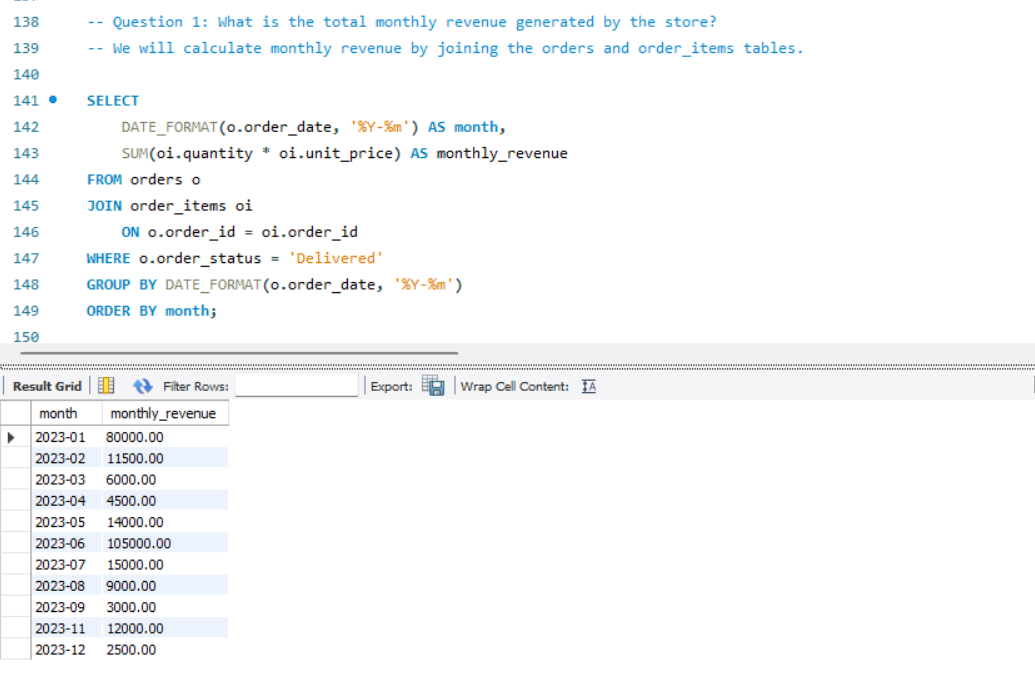 138 -- Question 1: What is the total monthly revenue generated by the store?
139 -- We will calculate monthly revenue by joining the orders and order_items tables.
140
141 SELECT
142 DATE_FORMAT(o.order_date, '%Y-%m') AS month,
143 SUM(oi.quantity * oi.unit_price) AS monthly_revenue
144 FROM orders o
145 JOIN order_items oi
146 ON o.order_id = oi.order_id
147 WHERE o.order_status = 'Delivered'
148 GROUP BY DATE_FORMAT(o.order_date, '%Y-%m')
149 ORDER BY month;
150
Result Grid Filter Rows: Export: Wrap Cell Content: IA
month monthly_revenue
2023-01 80000.00
2023-02 11500.00
2023-03 6000.00
2023-04 4500.00
2023-05 14000.00
2023-06 105000.00
2023-07 15000.00
2023-08 9000.00
2023-09 3000.00
2023-11 12000.00
2023-12 2500.00